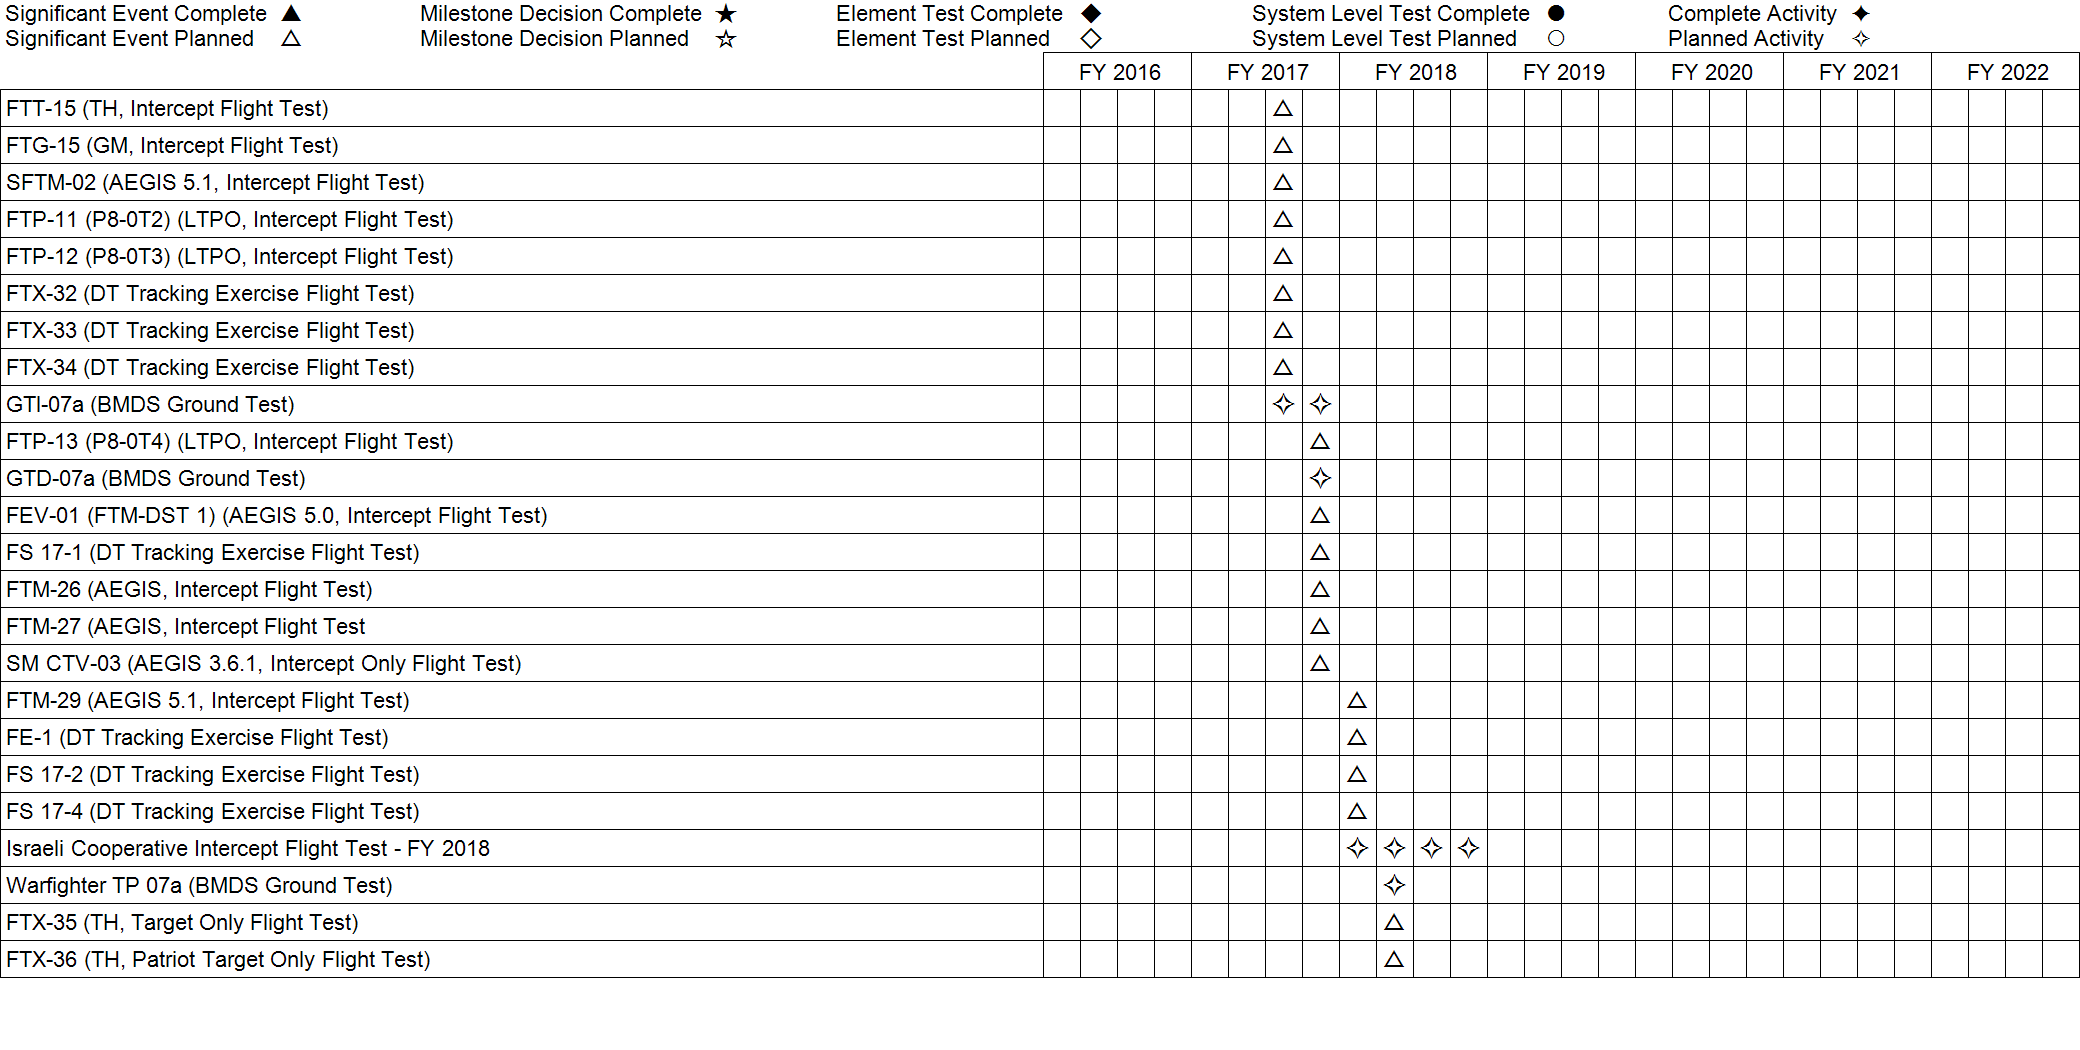 Significant Event Complete ▲ Milestone Decision Complete ★ Element Test Complete ◆ System Level Test Complete ● Complete Activity ✦
Significant Event Planned △ Milestone Decision Planned ☆ Element Test Planned ◇ System Level Test Planned ○ Planned Activity ✧
FY 2016 FY 2017 FY 2018 FY 2019 FY 2020 FY 2021 FY 2022
FTT-15 (TH, Intercept Flight Test) △
FTG-15 (GM, Intercept Flight Test) △
SFTM-02 (AEGIS 5.1, Intercept Flight Test) △
FTP-11 (P8-0T2) (LTPO, Intercept Flight Test) △
FTP-12 (P8-0T3) (LTPO, Intercept Flight Test) △
FTX-32 (DT Tracking Exercise Flight Test) △
FTX-33 (DT Tracking Exercise Flight Test) △
FTX-34 (DT Tracking Exercise Flight Test) △
GTI-07a (BMDS Ground Test) ✧ ✧
FTP-13 (P8-0T4) (LTPO, Intercept Flight Test) △
GTD-07a (BMDS Ground Test) ✧
FEV-01 (FTM-DST 1) (AEGIS 5.0, Intercept Flight Test) △
FS 17-1 (DT Tracking Exercise Flight Test) △
FTM-26 (AEGIS, Intercept Flight Test) △
FTM-27 (AEGIS, Intercept Flight Test △
SM CTV-03 (AEGIS 3.6.1, Intercept Only Flight Test) △
FTM-29 (AEGIS 5.1, Intercept Flight Test) △
FE-1 (DT Tracking Exercise Flight Test) △
FS 17-2 (DT Tracking Exercise Flight Test) △
FS 17-4 (DT Tracking Exercise Flight Test) △
Israeli Cooperative Intercept Flight Test - FY 2018 ✧ ✧ ✧ ✧
Warfighter TP 07a (BMDS Ground Test) ✧
FTX-35 (TH, Target Only Flight Test) △
FTX-36 (TH, Patriot Target Only Flight Test) △